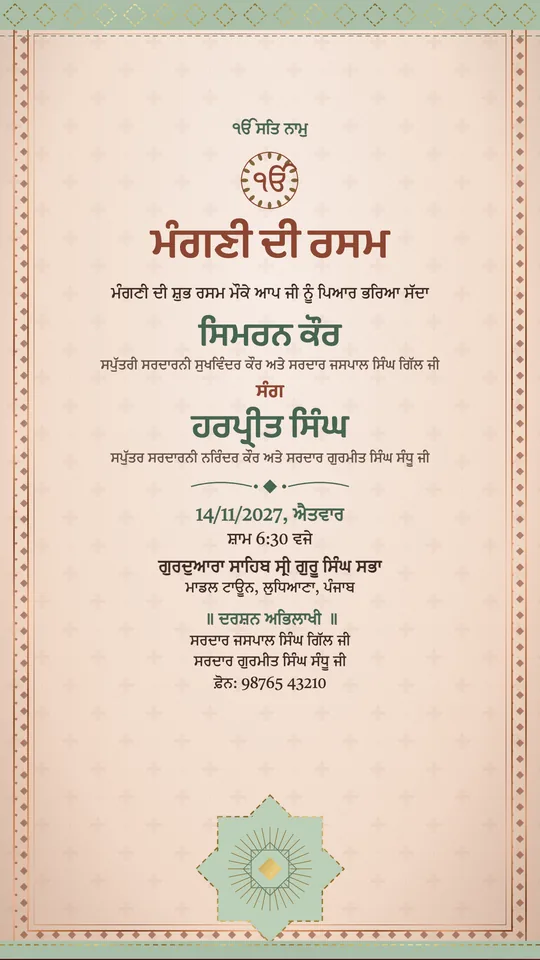 ੴ ਸਤਿ ਨਾਮੁ
ੴ
ਮੰਗਣੀ ਦੀ ਰਸਮ
ਮੰਗਣੀ ਦੀ ਸ਼ੁਭ ਰਸਮ ਮੌਕੇ ਆਪ ਜੀ ਨੂੰ ਪਿਆਰ ਭਰਿਆ ਸੱਦਾ
ਸਿਮਰਨ ਕੌਰ
ਸਪੁੱਤਰੀ ਸਰਦਾਰਨੀ ਸੁਖਵਿੰਦਰ ਕੌਰ ਅਤੇ ਸਰਦਾਰ ਜਸਪਾਲ ਸਿੰਘ ਗਿੱਲ ਜੀ
ਸੰਗ
ਹਰਪ੍ਰੀਤ ਸਿੰਘ
ਸਪੁੱਤਰ ਸਰਦਾਰਨੀ ਨਰਿੰਦਰ ਕੌਰ ਅਤੇ ਸਰਦਾਰ ਗੁਰਮੀਤ ਸਿੰਘ ਸੰਧੂ ਜੀ
14/11/2027, ਐਤਵਾਰ
ਸ਼ਾਮ 6:30 ਵਜੇ
ਗੁਰਦੁਆਰਾ ਸਾਹਿਬ ਸ੍ਰੀ ਗੁਰੂ ਸਿੰਘ ਸਭਾ
ਮਾਡਲ ਟਾਊਨ, ਲੁਧਿਆਣਾ, ਪੰਜਾਬ
॥ ਦਰਸ਼ਨ ਅਭਿਲਾਖੀ ॥
ਸਰਦਾਰ ਜਸਪਾਲ ਸਿੰਘ ਗਿੱਲ ਜੀ
ਸਰਦਾਰ ਗੁਰਮੀਤ ਸਿੰਘ ਸੰਧੂ ਜੀ
ਫ਼ੋਨ: 98765 43210